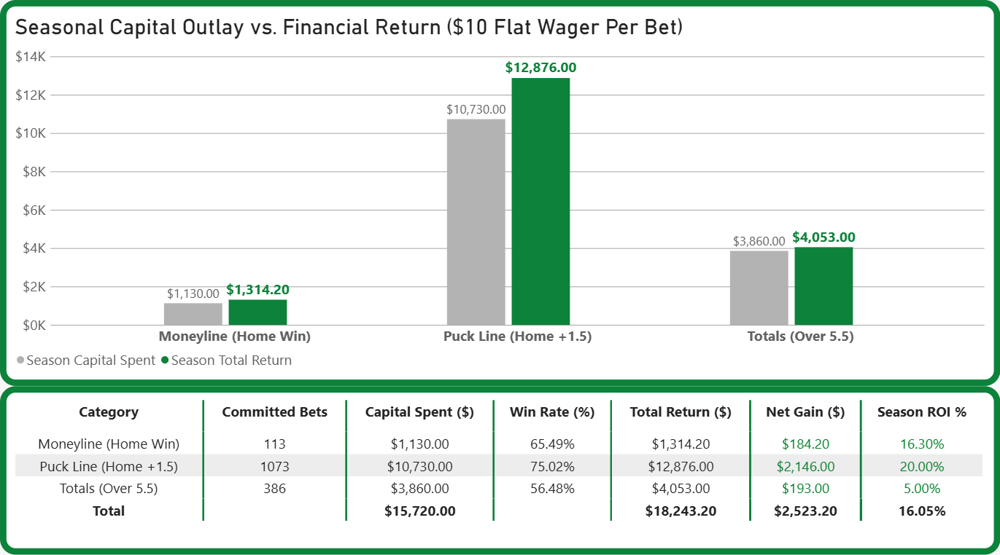 Seasonal Capital Outlay vs. Financial Return ($10 Flat Wager Per Bet)
$14K
$12K
$10K
$8K
$6K
$4K
$2K
$0K
$1,130.00 $1,314.20
$10,730.00 $12,876.00
$3,860.00 $4,053.00
Moneyline (Home Win) Puck Line (Home +1.5) Totals (Over 5.5)
Season Capital Spent Season Total Return
Category Committed Bets Capital Spent ($) Win Rate (%) Total Return ($) Net Gain ($) Season ROI %
Moneyline (Home Win) 113 $1,130.00 65.49% $1,314.20 $184.20 16.30%
Puck Line (Home +1.5) 1073 $10,730.00 75.02% $12,876.00 $2,146.00 20.00%
Totals (Over 5.5) 386 $3,860.00 56.48% $4,053.00 $193.00 5.00%
Total $15,720.00 $18,243.20 $2,523.20 16.05%